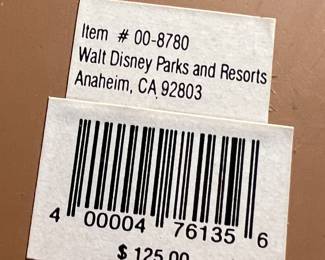 Item # 00-8780
Walt Disney Parks and Resorts
Anaheim, CA 92803
4 00004 76135 6
$ 125.00